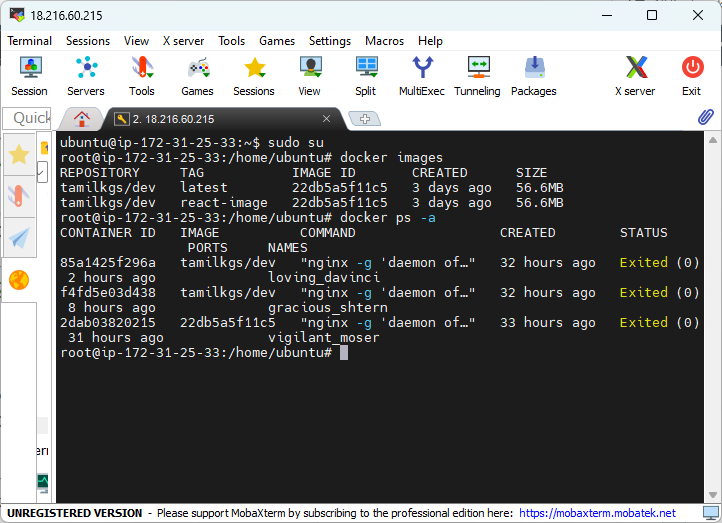 18.216.60.215
Terminal Sessions View X server Tools Games Settings Macros Help
Session Servers Tools Games Sessions View Split MultiExec Tunneling Packages X server Exit
Quick
2. 18.216.60.215
ubuntu@ip-172-31-25-33:~$ sudo su
root@ip-172-31-25-33:/home/ubuntu# docker images
REPOSITORY TAG IMAGE ID CREATED SIZE
tamilkgs/dev latest 22db5a5f11c5 3 days ago 56.6MB
tamilkgs/dev react-image 22db5a5f11c5 3 days ago 56.6MB
root@ip-172-31-25-33:/home/ubuntu# docker ps -a
CONTAINER ID IMAGE COMMAND CREATED STATUS
PORTS NAMES
85a1425f296a tamilkgs/dev "nginx -g 'daemon of…" 32 hours ago Exited (0)
2 hours ago loving_davinci
f4fd5e03d438 tamilkgs/dev "nginx -g 'daemon of…" 32 hours ago Exited (0)
8 hours ago gracious_shtern
2dab03820215 22db5a5f11c5 "nginx -g 'daemon of…" 33 hours ago Exited (0)
31 hours ago vigilant_moser
root@ip-172-31-25-33:/home/ubuntu#
UNREGISTERED VERSION - Please support MobaXterm by subscribing to the professional edition here: https://mobaxterm.mobatek.net